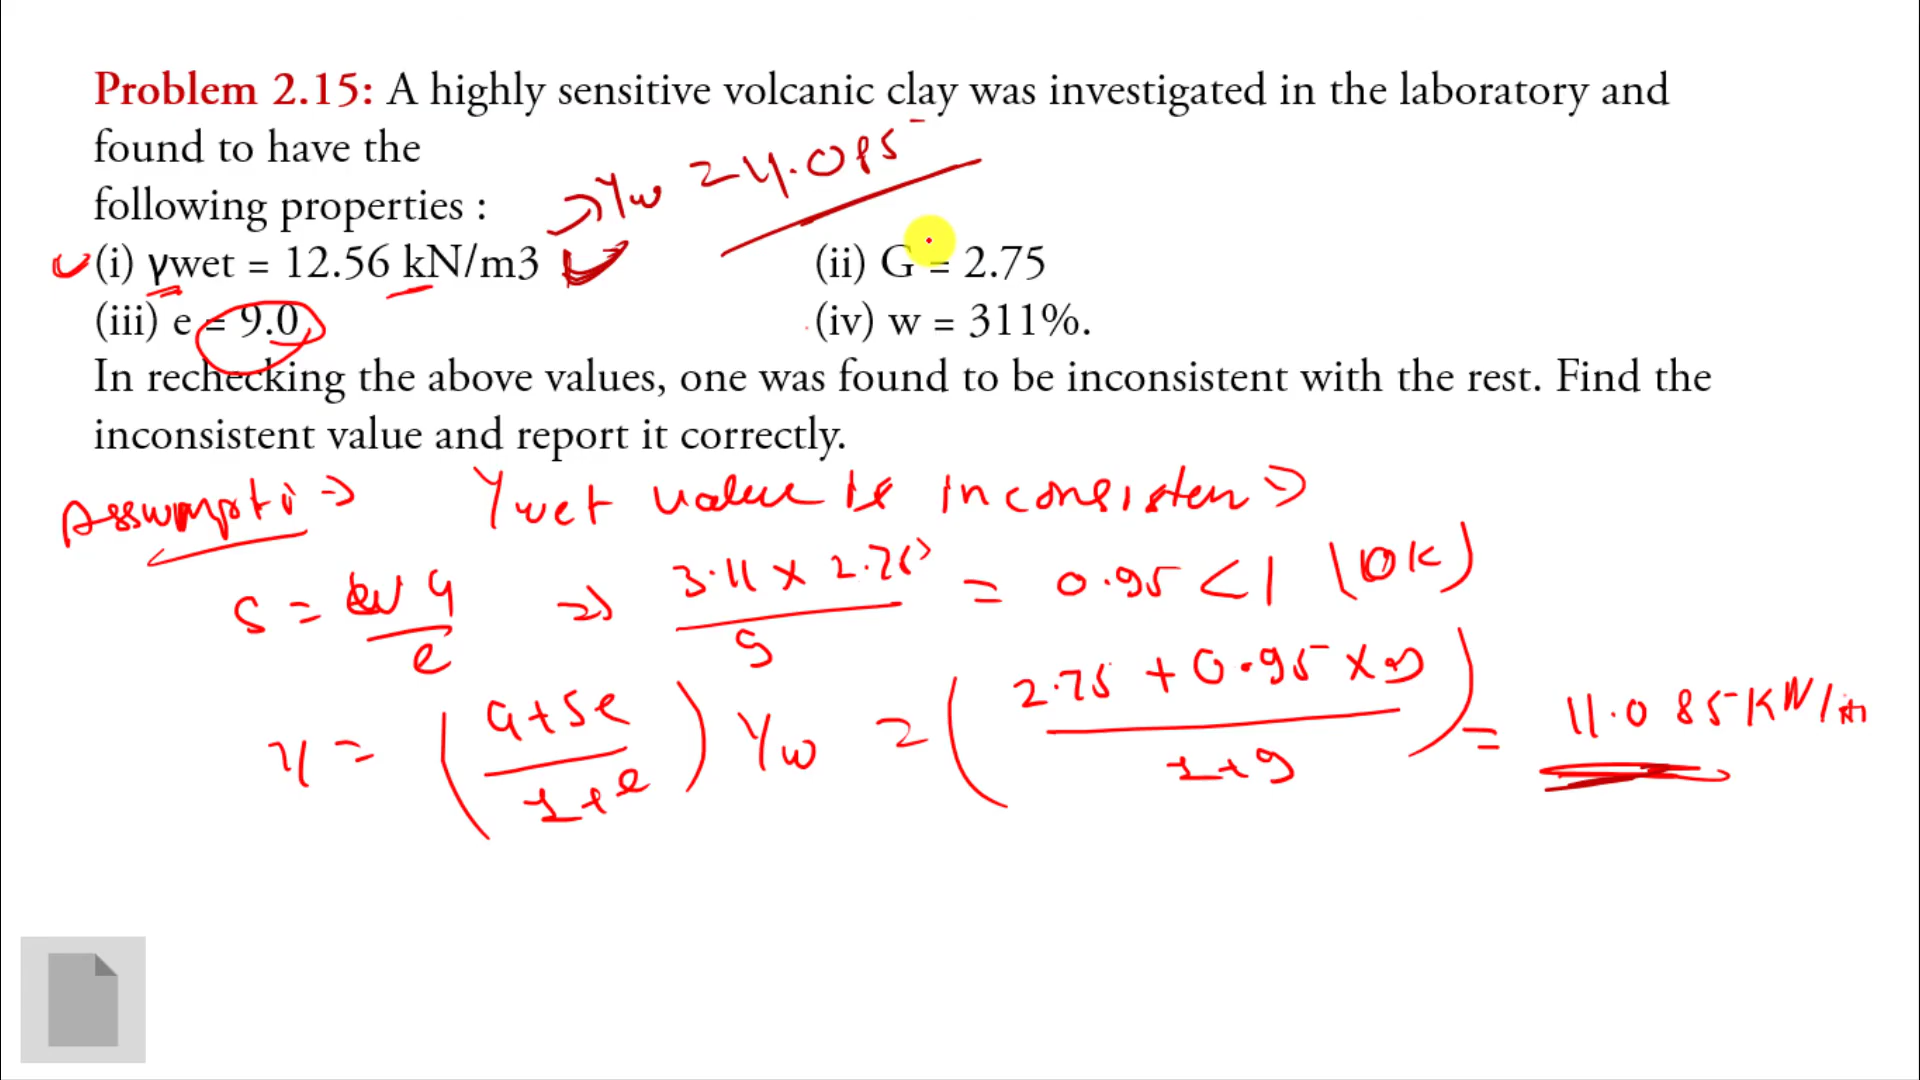 Problem 2.15: A highly sensitive volcanic clay was investigated in the laboratory and
found to have the
following properties :
→ γw = 11.085
(i) γwet = 12.56 kN/m3 (ii) G = 2.75
(iii) e = 9.0 (iv) w = 311%.
In rechecking the above values, one was found to be inconsistent with the rest. Find the
inconsistent value and report it correctly.
Assumpti → γwet value is inconsisten →
S = wG / e ⇒ 3.11 × 2.75 / 9 = 0.95 < 1 (OK)
γ = (G+Se / 1+e) γw = (2.75 + 0.95 × 9 / 1+9) = 11.085 KN/m